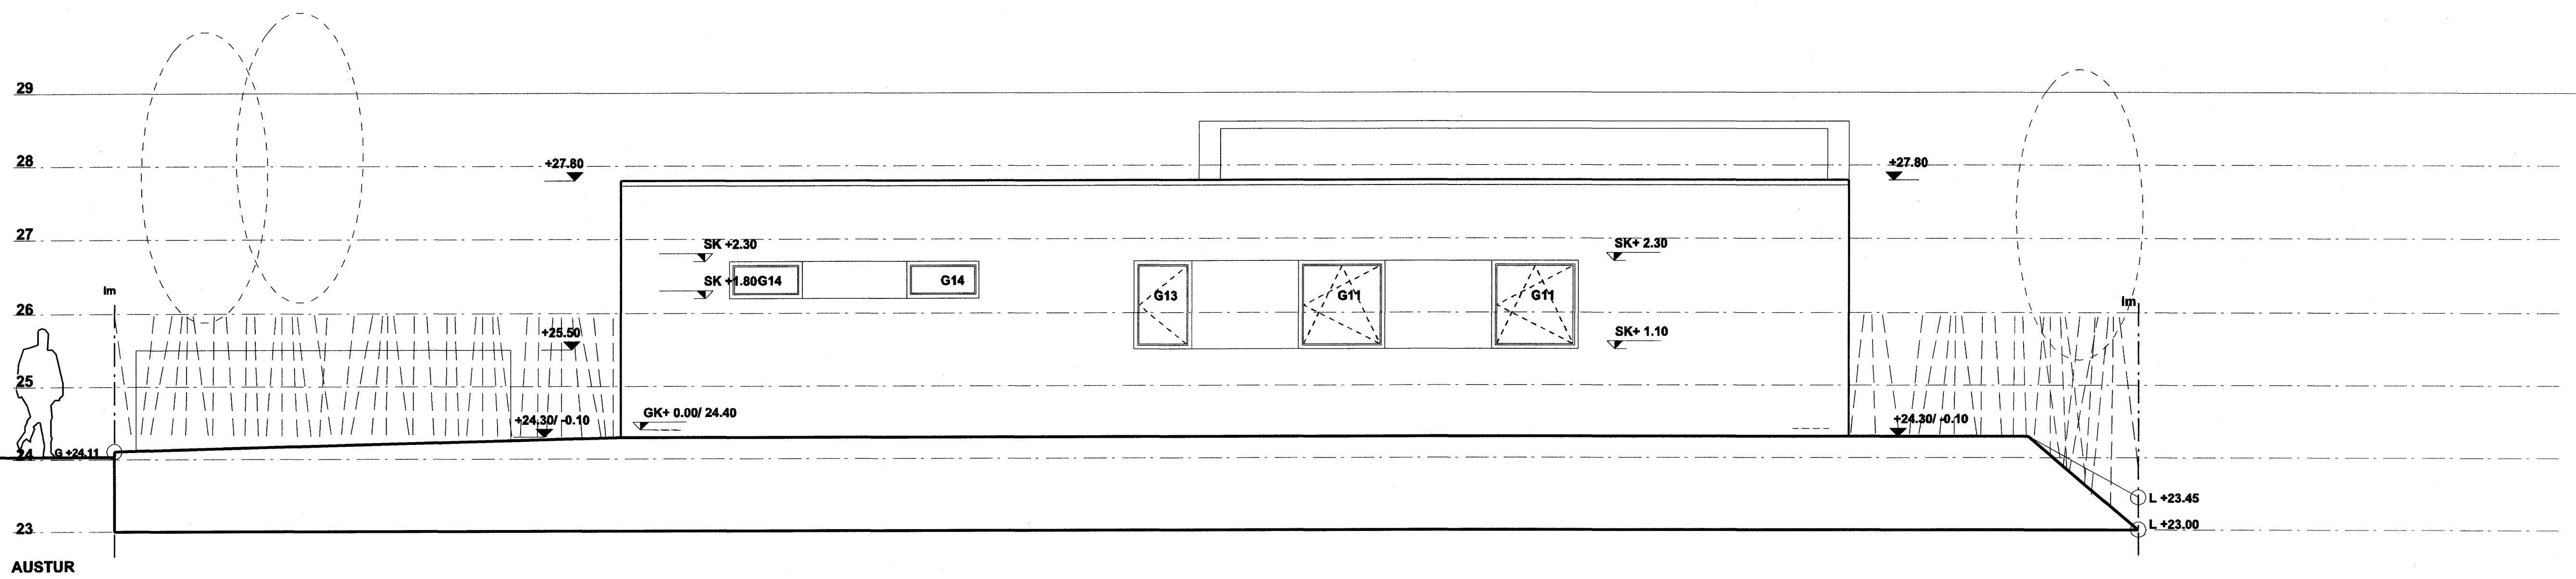 29
28
+27.80
+27.80
27
SK +2.30
SK+ 2.30
SK +1.80
G14
G14
G13
G11
G11
lm
lm
26
+25.50
SK+ 1.10
25
GK+ 0.00/ 24.40
+24.30/ -0.10
+24.30/ -0.10
24
G +24.11
L +23.45
23
L +23.00
AUSTUR